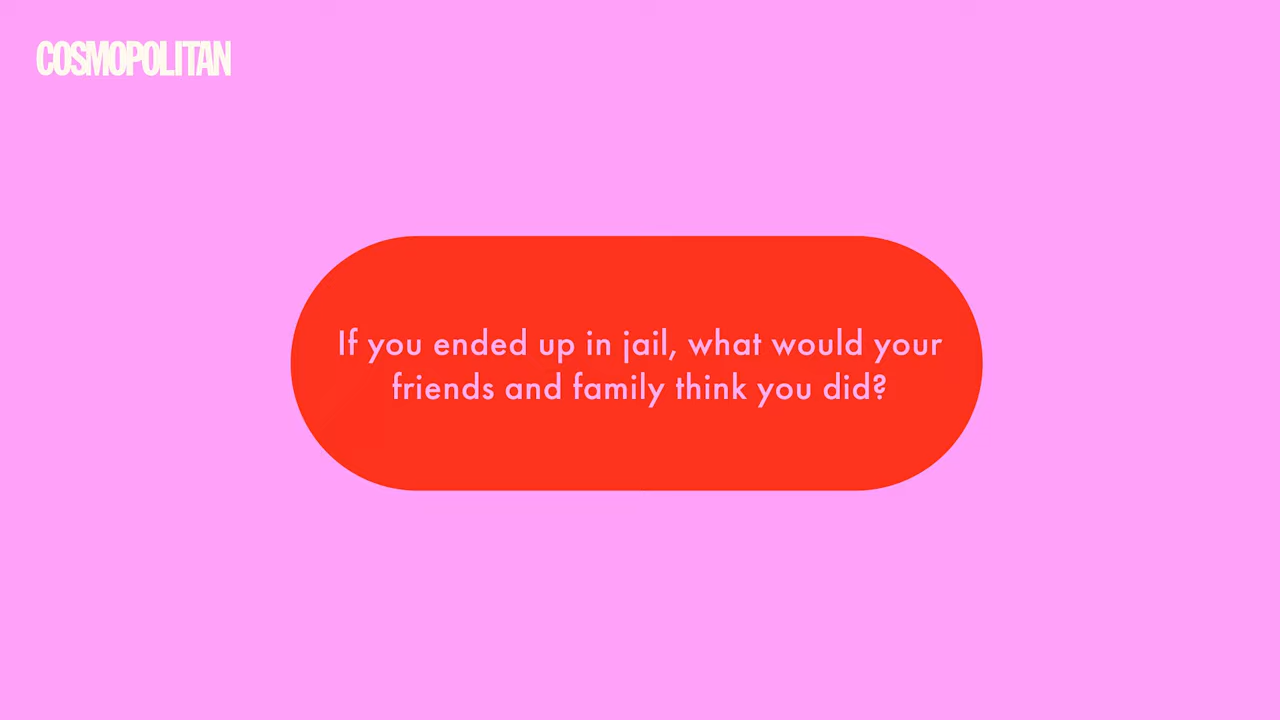 COSMOPOLITAN
If you ended up in jail, what would your
friends and family think you did?